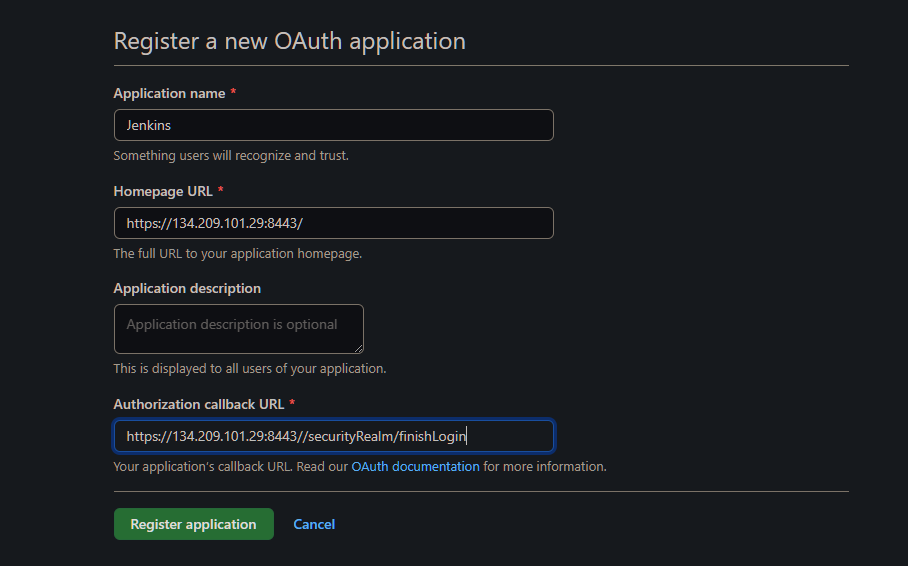 Register a new OAuth application
Application name *
Jenkins
Something users will recognize and trust.
Homepage URL *
https://134.209.101.29:8443/
The full URL to your application homepage.
Application description
Application description is optional
This is displayed to all users of your application.
Authorization callback URL *
https://134.209.101.29:8443//securityRealm/finishLogin
Your application's callback URL. Read our OAuth documentation for more information.
Register application Cancel